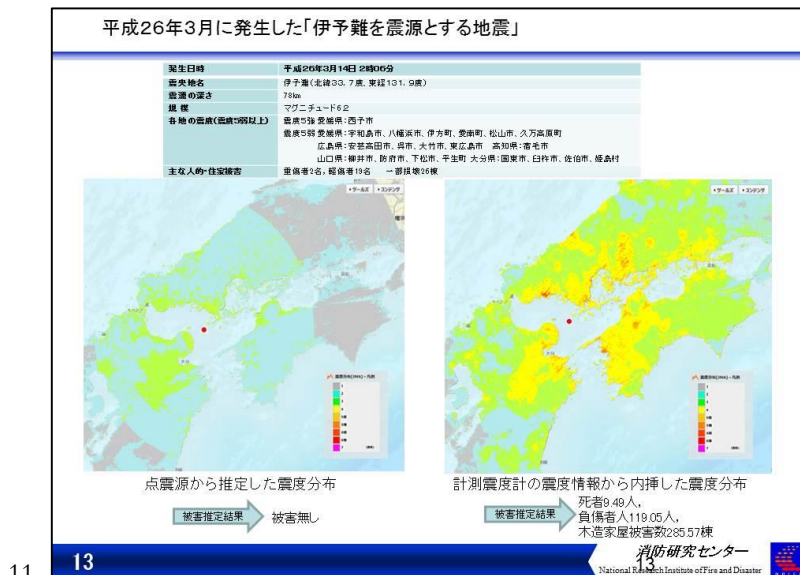 平成26年3月に発生した「伊予難を震源とする地震」
発生日時 平成26年3月14日 2時06分
震央地名 伊予灘(北緯33.7度、東経131.9度)
震源の深さ 78km
規模 マグニチュード6.2
各地の震度(震度5弱以上) 震度5強 愛媛県:西予市
震度5弱 愛媛県:宇和島市、八幡浜市、伊方町、愛南町、松山市、久万高原町
広島県:安芸高田市、呉市、大竹市、東広島市 高知県:宿毛市
山口県:柳井市、防府市、下松市、平生町 大分県:国東市、臼杵市、佐伯市、姫島村
主な人的・住家被害 重傷者2名，軽傷者19名 一部損壊26棟
点震源から推定した震度分布
計測震度計の震度情報から内挿した震度分布
被害推定結果 被害無し
被害推定結果 死者9.49人，
負傷者人119.05人，
木造家屋被害数285.57棟
11
13
消防研究センター
13
National Research Institute of Fire and Disaster